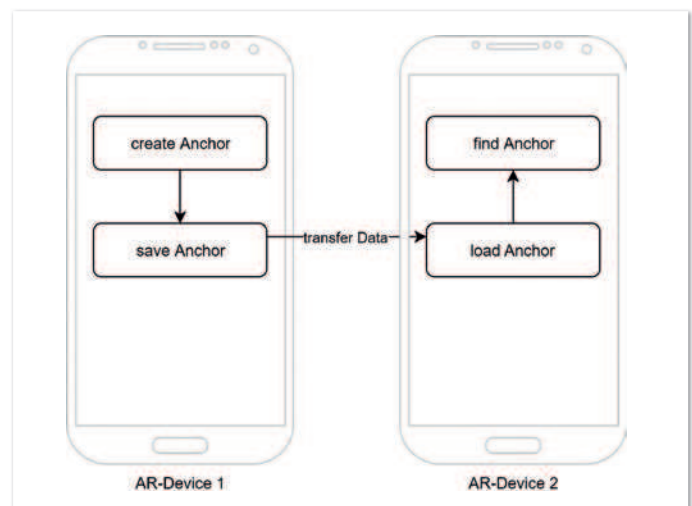 create Anchor
save Anchor
transfer Data
find Anchor
load Anchor
AR-Device 1
AR-Device 2